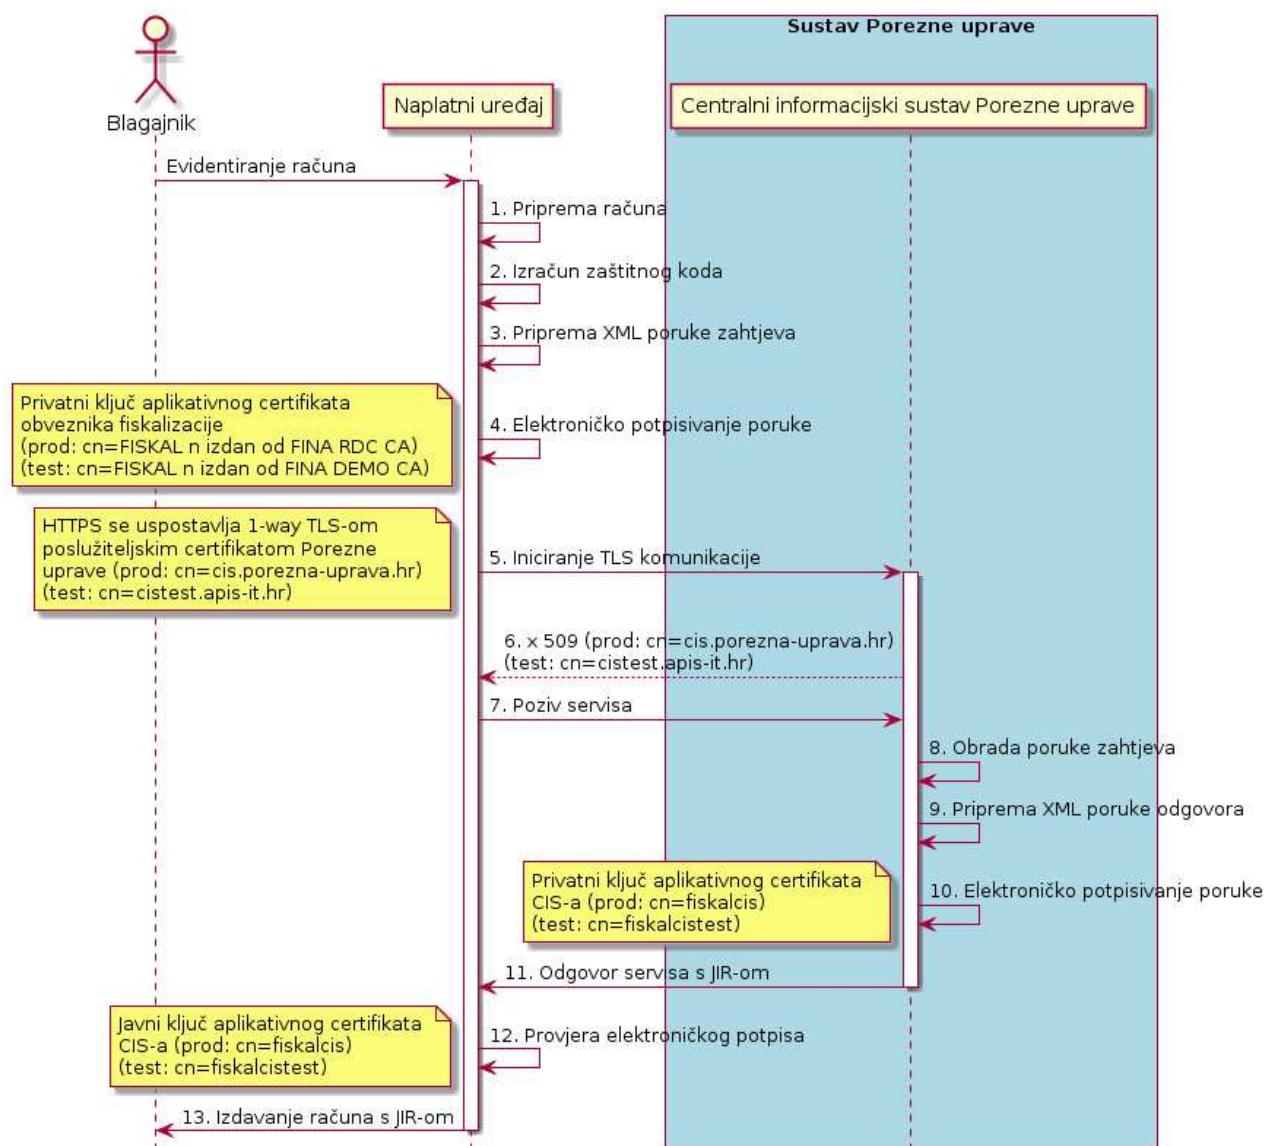 Sustav Porezne uprave
Blagajnik
Naplatni uređaj
Centralni informacijski sustav Porezne uprave
Evidentiranje računa
1. Priprema računa
2. Izračun zaštitnog koda
3. Priprema XML poruke zahtjeva
Privatni ključ aplikativnog certifikata
obveznika fiskalizacije
(prod: cn=FISKAL n izdan od FINA RDC CA)
(test: cn=FISKAL n izdan od FINA DEMO CA)
4. Elektroničko potpisivanje poruke
HTTPS se uspostavlja 1-way TLS-om
poslužiteljskim certifikatom Porezne
uprave (prod: cn=cis.porezna-uprava.hr)
(test: cn=cistest.apis-it.hr)
5. Iniciranje TLS komunikacije
6. x 509 (prod: cn=cis.porezna-uprava.hr)
(test: cn=cistest.apis-it.hr)
7. Poziv servisa
8. Obrada poruke zahtjeva
9. Priprema XML poruke odgovora
Privatni ključ aplikativnog certifikata
CIS-a (prod: cn=fiskalcis)
(test: cn=fiskalcistest)
10. Elektroničko potpisivanje poruke
11. Odgovor servisa s JIR-om
Javni ključ aplikativnog certifikata
CIS-a (prod: cn=fiskalcis)
(test: cn=fiskalcistest)
12. Provjera elektroničkog potpisa
13. Izdavanje računa s JIR-om